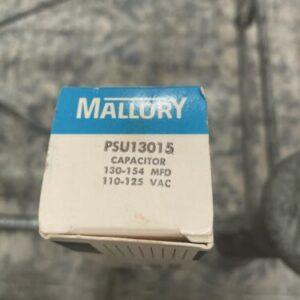 MALLORY
PSU13015
CAPACITOR
130-154 MFD
110-125 VAC